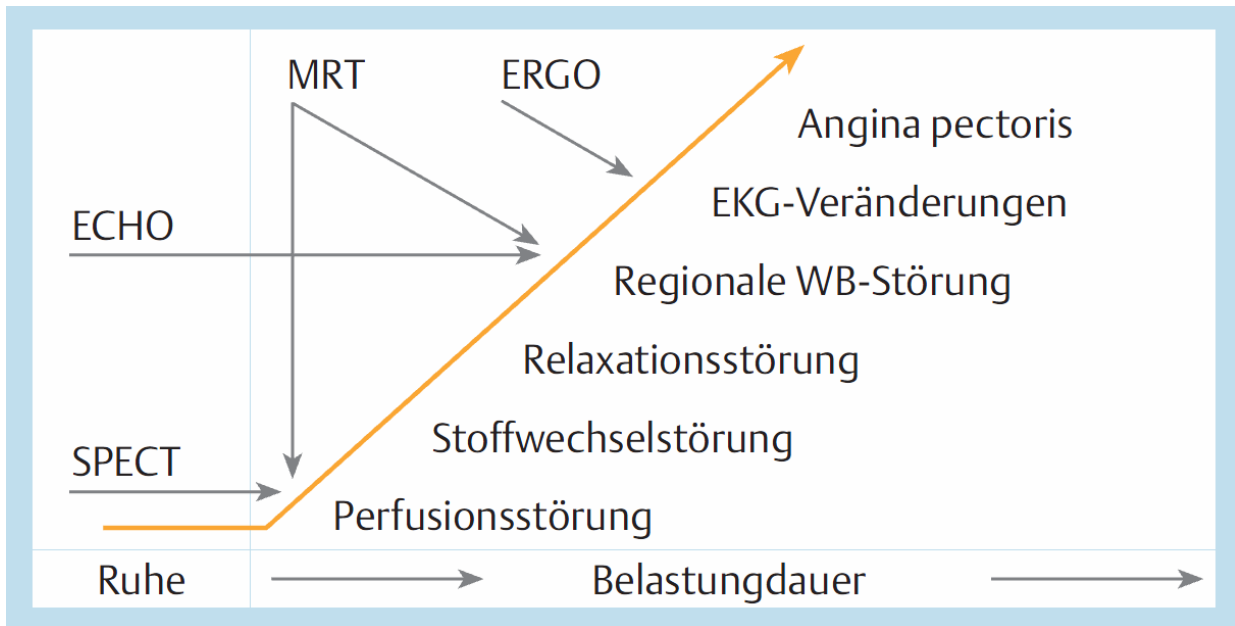 MRT
ERGO
Angina pectoris
EKG-Veränderungen
ECHO
Regionale WB-Störung
Relaxationsstörung
Stoffwechselstörung
SPECT
Perfusionsstörung
Ruhe
Belastungdauer